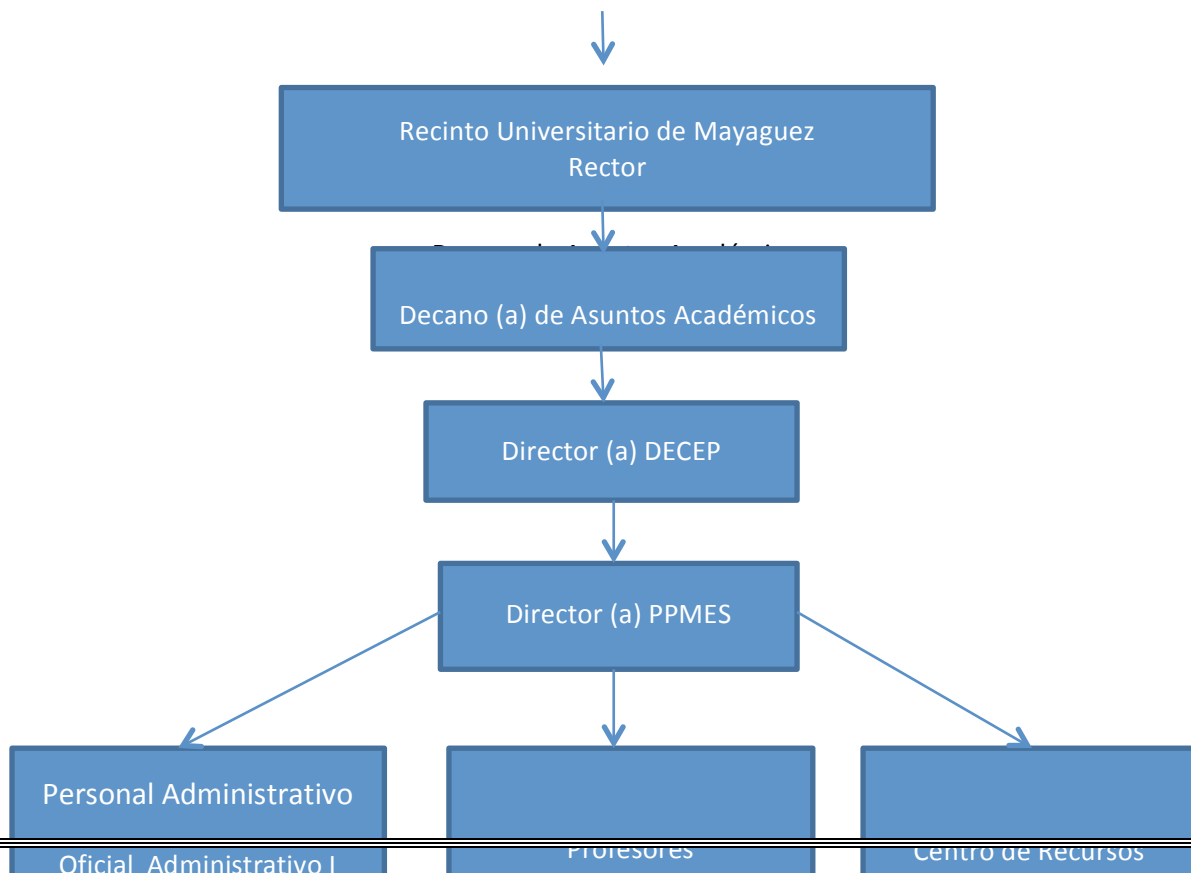 Recinto Universitario de Mayaguez
Rector
Decano (a) de Asuntos Académicos
Director (a) DECEP
Director (a) PPMES
Personal Administrativo
Profesores
Centro de Recursos
Oficial Administrativo I